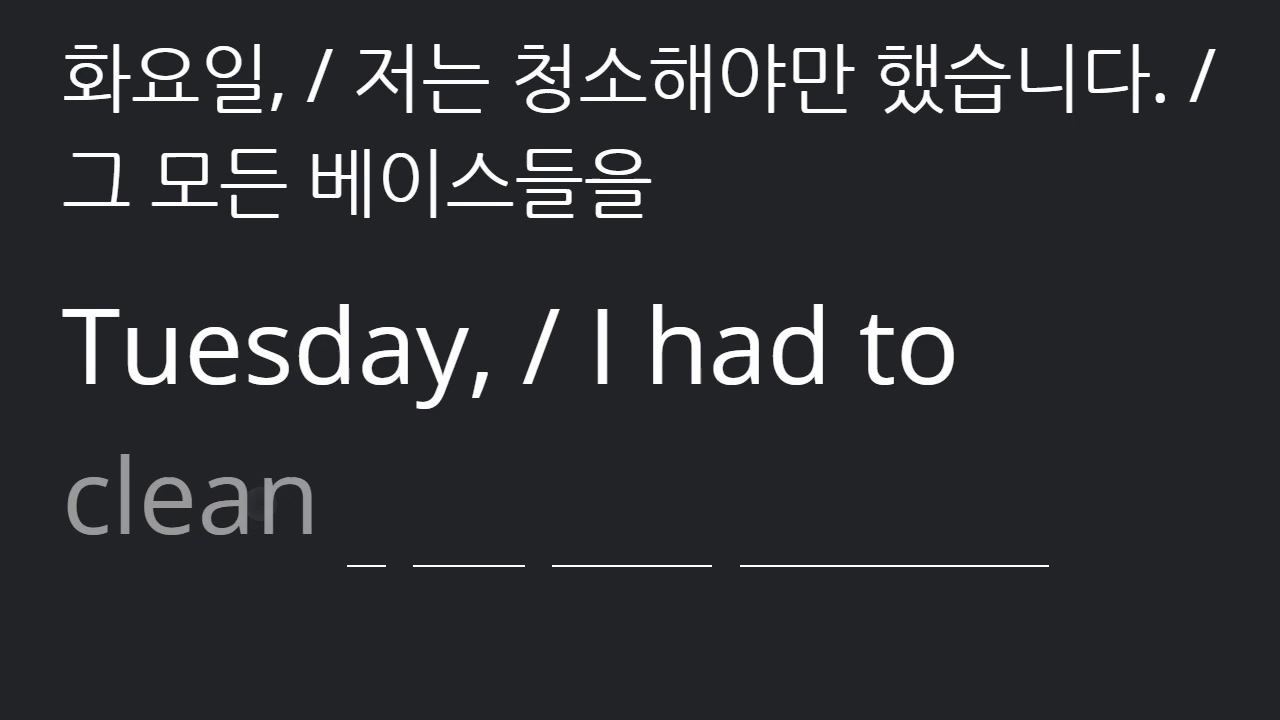 화요일, / 저는 청소해야만 했습니다. /
그 모든 베이스들을
Tuesday, / I had to
clean